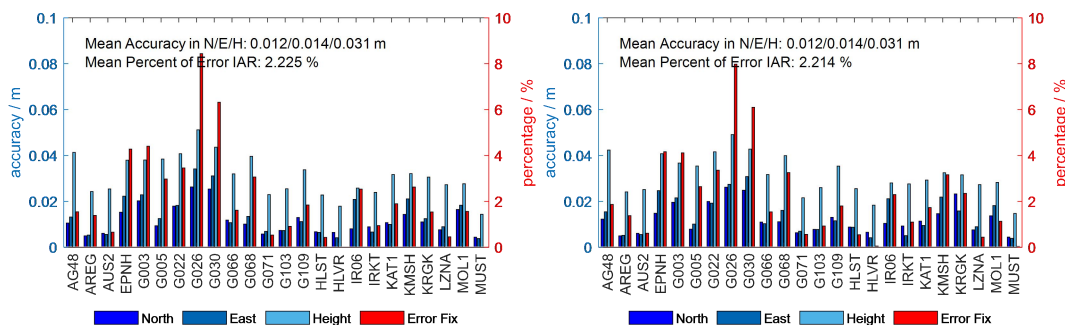 0.1
0.08
0.06
0.04
0.02
0
accuracy / m
Mean Accuracy in N/E/H: 0.012/0.014/0.031 m
Mean Percent of Error IAR: 2.225 %
10
8
6
4
2
0
percentage / %
AG48 AREG AUS2 EPNH G003 G005 G022 G026 G030 G066 G068 G071 G103 G109 HLST HLVR IR06 IRKT KAT1 KMSH KRGK LZNA MOL1 MUST
North East Height Error Fix
0.1
0.08
0.06
0.04
0.02
0
accuracy / m
Mean Accuracy in N/E/H: 0.012/0.014/0.031 m
Mean Percent of Error IAR: 2.214 %
10
8
6
4
2
0
percentage / %
AG48 AREG AUS2 EPNH G003 G005 G022 G026 G030 G066 G068 G071 G103 G109 HLST HLVR IR06 IRKT KAT1 KMSH KRGK LZNA MOL1 MUST
North East Height Error Fix